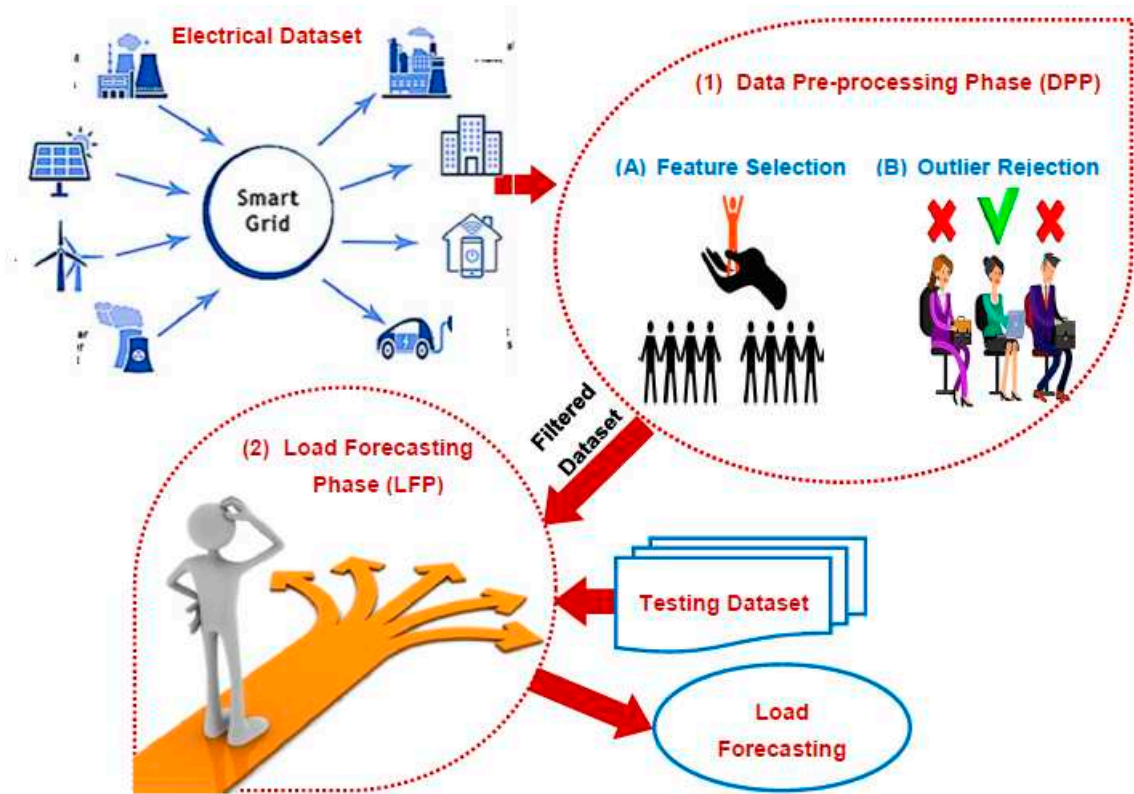 Electrical Dataset
Smart
Grid
(1) Data Pre-processing Phase (DPP)
(A) Feature Selection
(B) Outlier Rejection
Filtered
Dataset
(2) Load Forecasting
Phase (LFP)
Testing Dataset
Load
Forecasting